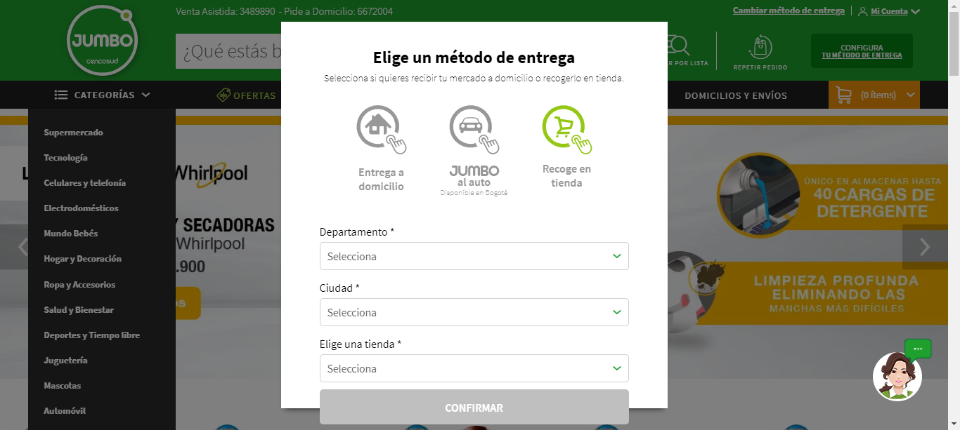 Venta Asistida: 3489890 - Pide a Domicilio: 6672004
Cambiar método de entrega
Mi Cuenta
JUMBO
cencosud
¿Qué estás b
R POR LISTA
REPETIR PEDIDO
CONFIGURA
TU MÉTODO DE ENTREGA
CATEGORÍAS
OFERTAS
DOMICILIOS Y ENVÍOS
(0 ítems)
Supermercado
Tecnología
Celulares y telefonía
Electrodomésticos
Mundo Bebés
Hogar y Decoración
Ropa y Accesorios
Salud y Bienestar
Deportes y Tiempo libre
Juguetería
Mascotas
Automóvil
Whirlpool
Y SECADORAS
Whirlpool
.900
Elige un método de entrega
Selecciona si quieres recibir tu mercado a domicilio o recogerlo en tienda.
Entrega a
domicilio
JUMBO
al auto
Disponible en Bogotá
Recoge en
tienda
Departamento *
Selecciona
Ciudad *
Selecciona
Elige una tienda *
Selecciona
CONFIRMAR
ÚNICO EN ALMACENAR HASTA
40 CARGAS DE
DETERGENTE
LIMPIEZA PROFUNDA
ELIMINANDO LAS
MANCHAS MÁS DIFÍCILES